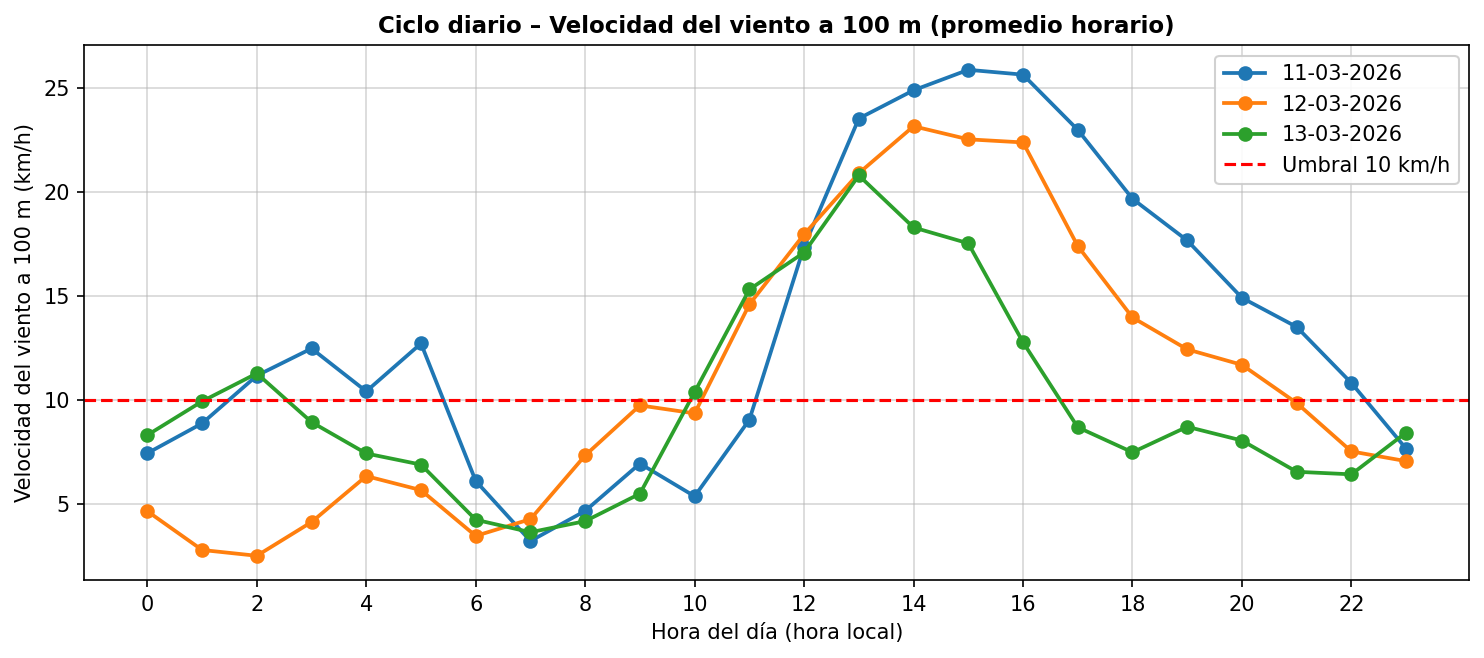 Ciclo diario – Velocidad del viento a 100 m (promedio horario)
Velocidad del viento a 100 m (km/h)
25
20
15
10
5
11-03-2026
12-03-2026
13-03-2026
Umbral 10 km/h
0 2 4 6 8 10 12 14 16 18 20 22
Hora del día (hora local)